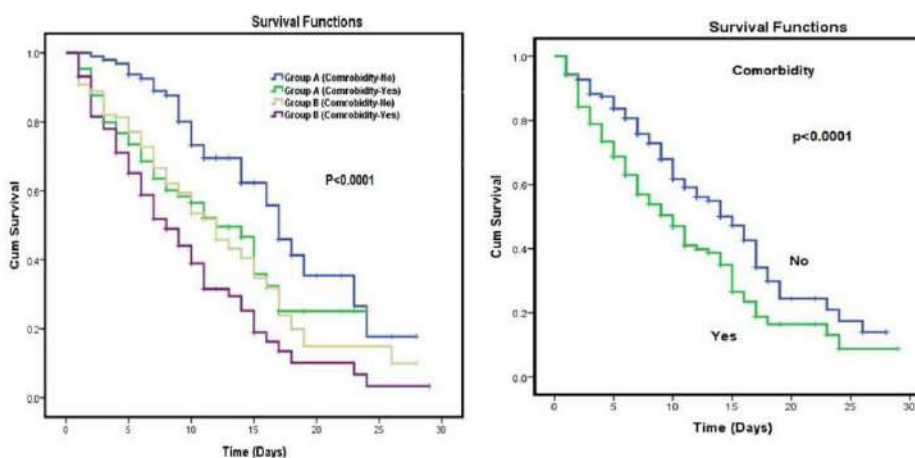 Survival Functions
Group A (Comrobidity-No)
Group A (Comrobidity-Yes)
Group B (Comrobidity-No)
Group B (Comrobidity-Yes)
P<0.0001
Cum Survival
1.0
0.8
0.6
0.4
0.2
0.0
0 5 10 15 20 25 30
Time (Days)
Survival Functions
Comorbidity
p<0.0001
No
Yes
Cum Survival
1.0
0.8
0.6
0.4
0.2
0.0
0 5 10 15 20 25 30
Time (Days)